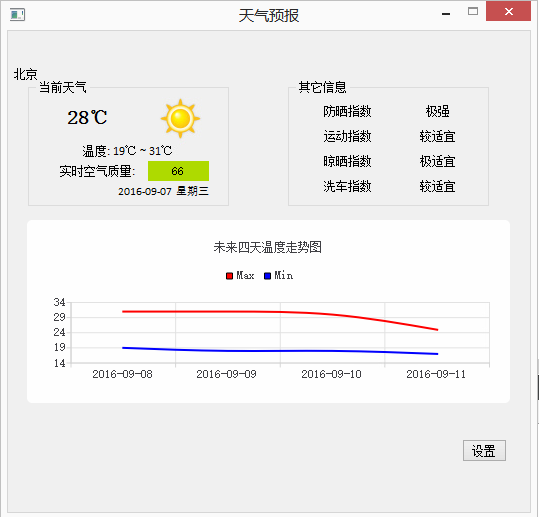 天气预报
北京
当前天气
28℃
温度: 19℃ ~ 31℃
实时空气质量: 66
2016-09-07 星期三
其它信息
防晒指数 极强
运动指数 较适宜
晾晒指数 极适宜
洗车指数 较适宜
未来四天温度走势图
Max Min
34
29
24
19
14
2016-09-08 2016-09-09 2016-09-10 2016-09-11
设置